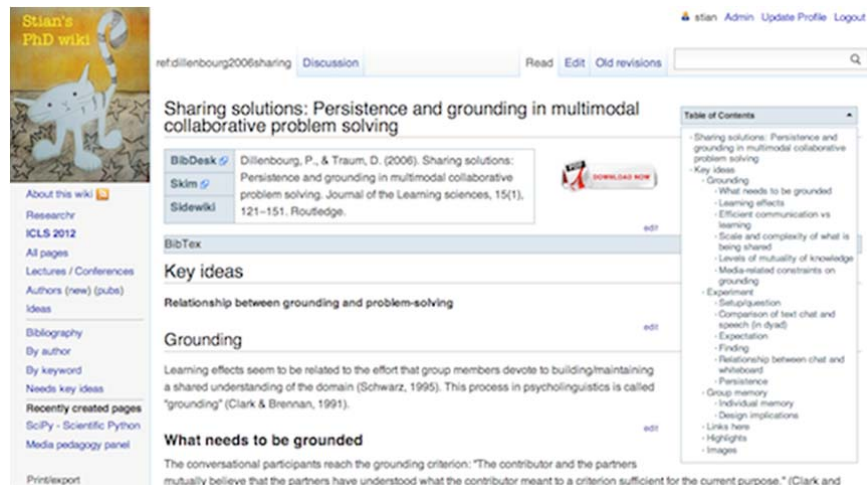 Stian's
PhD wiki
stian Admin Update Profile Logout
ref:dillenbourg2006sharing Discussion Read Edit Old revisions
Sharing solutions: Persistence and grounding in multimodal
collaborative problem solving
BibDesk
Skim
Sidewiki
Dillenbourg, P., & Traum, D. (2006). Sharing solutions:
Persistence and grounding in multimodal collaborative
problem solving. Journal of the Learning sciences, 15(1),
121–151. Routledge.
PDF
DOWNLOAD NOW
edit
BibTex
Key ideas
Relationship between grounding and problem-solving
edit
Grounding
Learning effects seem to be related to the effort that group members devote to building/maintaining
a shared understanding of the domain (Schwarz, 1995). This process in psycholinguistics is called
"grounding" (Clark & Brennan, 1991).
edit
What needs to be grounded
The conversational participants reach the grounding criterion: "The contributor and the partners
mutually believe that the partners have understood what the contributor meant to a criterion sufficient for the current purpose." (Clark and
Table of Contents
Sharing solutions: Persistence and
grounding in multimodal collaborative
problem solving
Key ideas
Grounding
What needs to be grounded
Learning effects
Efficient communication vs
learning
Scale and complexity of what is
being shared
Levels of mutuality of knowledge
Media-related constraints on
grounding
Experiment
Setup/question
Comparison of text chat and
speech (in dyad)
Expectation
Finding
Relationship between chat and
whiteboard
Persistence
Group memory
Individual memory
Design implications
Links here
Highlights
Images
About this wiki
Researchr
ICLS 2012
All pages
Lectures / Conferences
Authors (new) (pubs)
Ideas
Bibliography
By author
By keyword
Needs key ideas
Recently created pages
SciPy - Scientific Python
Media pedagogy panel
Print/export